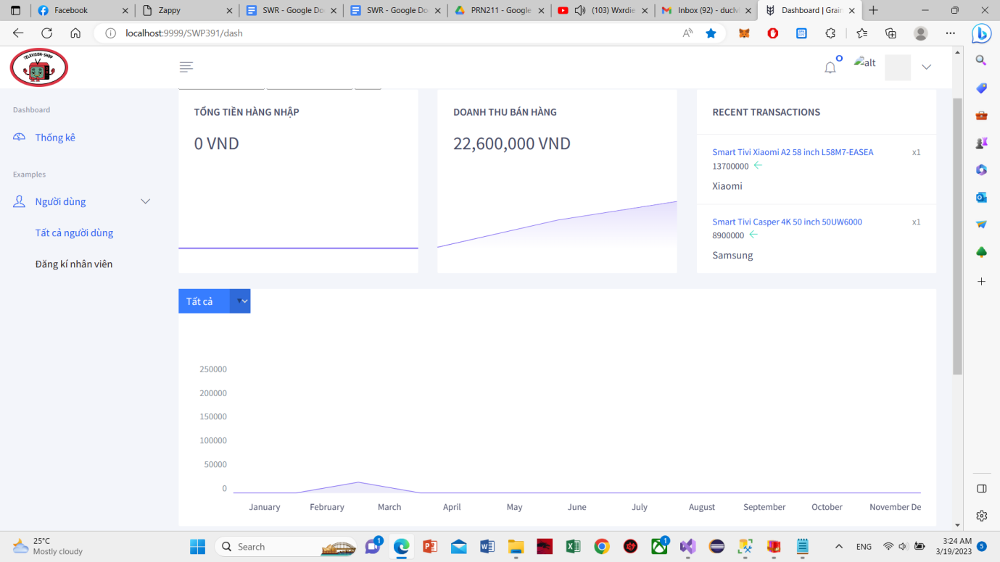 Facebook
Zappy
SWR - Google Do
SWR - Google Do
PRN211 - Google
(103) Wxrdie
Inbox (92) - duclv
Dashboard | Grain
localhost:9999/SWP391/dash
TELEVISON-SHOP
alt
Dashboard
Thống kê
Examples
Người dùng
Tất cả người dùng
Đăng kí nhân viên
TỔNG TIỀN HÀNG NHẬP
0 VND
DOANH THU BÁN HÀNG
22,600,000 VND
RECENT TRANSACTIONS
Smart Tivi Xiaomi A2 58 inch L58M7-EASEA x1
13700000
Xiaomi
Smart Tivi Casper 4K 50 inch 50UW6000 x1
8900000
Samsung
Tất cả
250000
200000
150000
100000
50000
0
January February March April May June July August September October November De
25°C
Mostly cloudy
Search
1
1
ENG
3:24 AM
3/19/2023
5